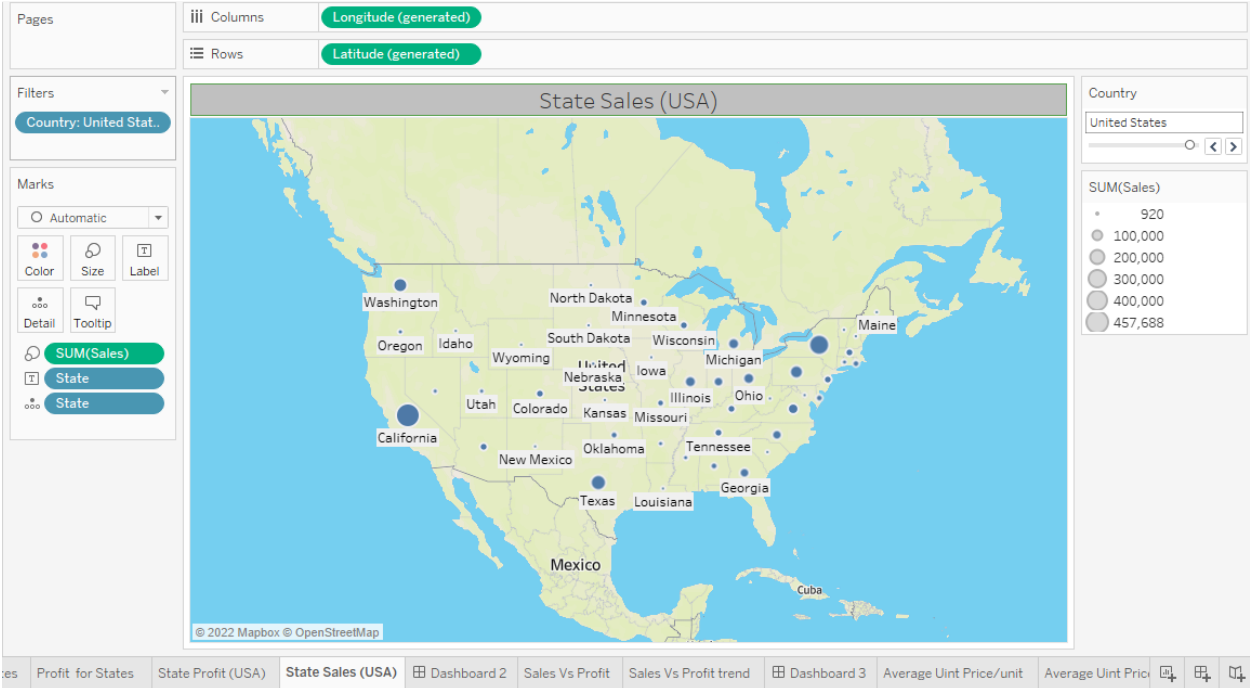 Pages
Columns
Longitude (generated)
Rows
Latitude (generated)
Filters
Country: United Stat..
Marks
Automatic
Color
Size
Label
Detail
Tooltip
SUM(Sales)
State
State
State Sales (USA)
Washington
North Dakota
Minnesota
Maine
Oregon
Idaho
South Dakota
Wisconsin
Wyoming
Michigan
United
States
Iowa
Nebraska
Utah
Colorado
Kansas
Missouri
Illinois
Ohio
California
New Mexico
Oklahoma
Tennessee
Texas
Louisiana
Georgia
Mexico
Cuba
© 2022 Mapbox © OpenStreetMap
Country
United States
SUM(Sales)
920
100,000
200,000
300,000
400,000
457,688
Profit for States
State Profit (USA)
State Sales (USA)
Dashboard 2
Sales Vs Profit
Sales Vs Profit trend
Dashboard 3
Average Uint Price/unit
Average Uint Pric